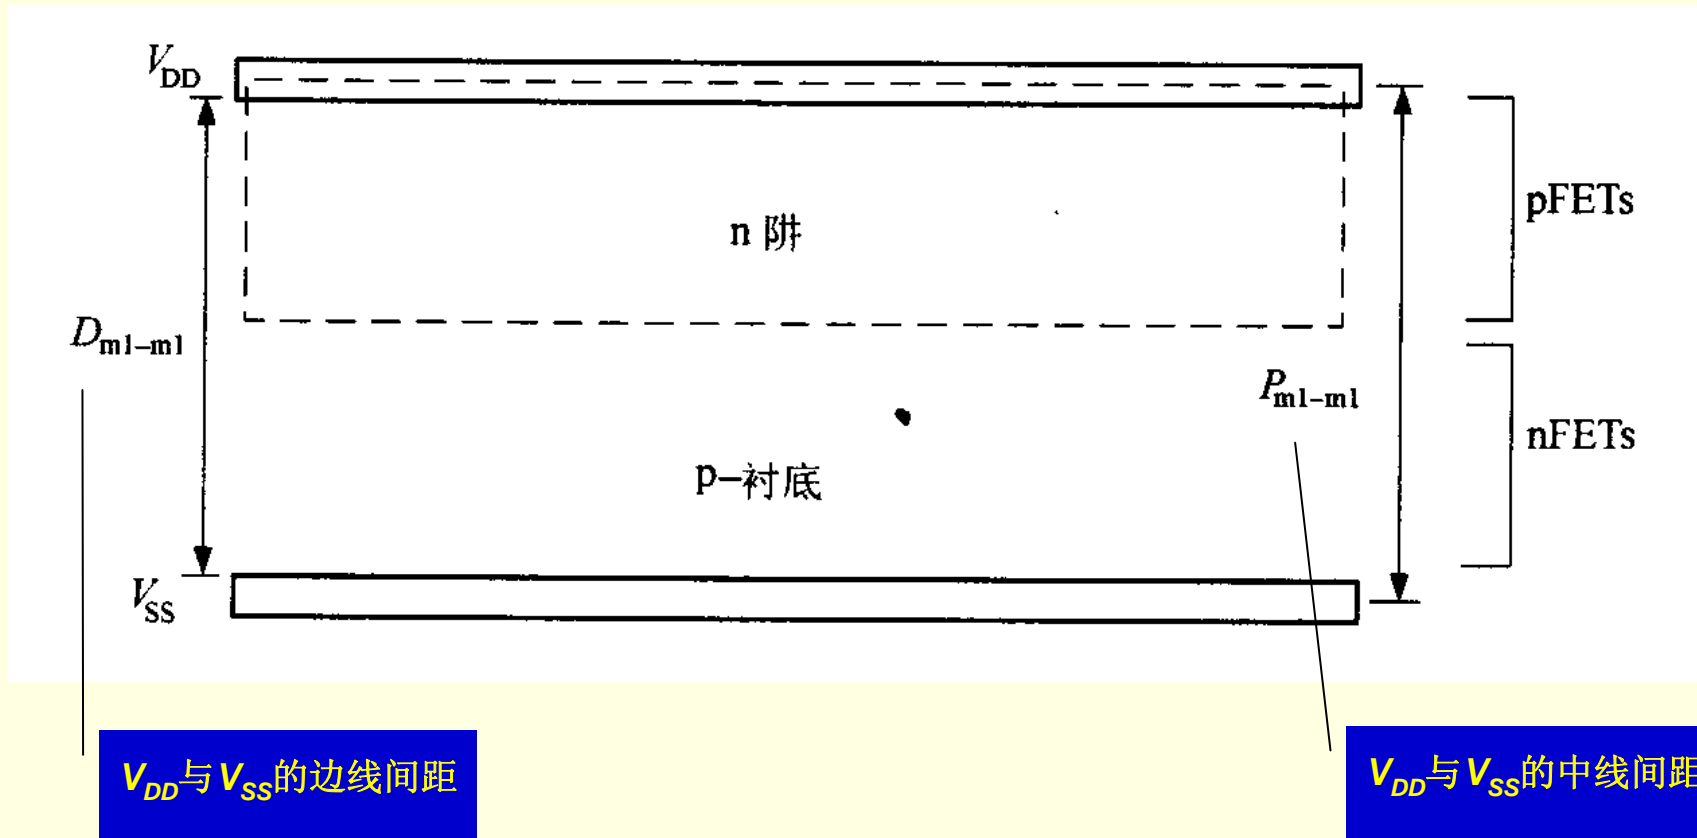 VDD
n 阱
pFETs
Dm1-m1
Pm1-m1
nFETs
p-衬底
VSS
VDD与VSS的边线间距
VDD与VSS的中线间距